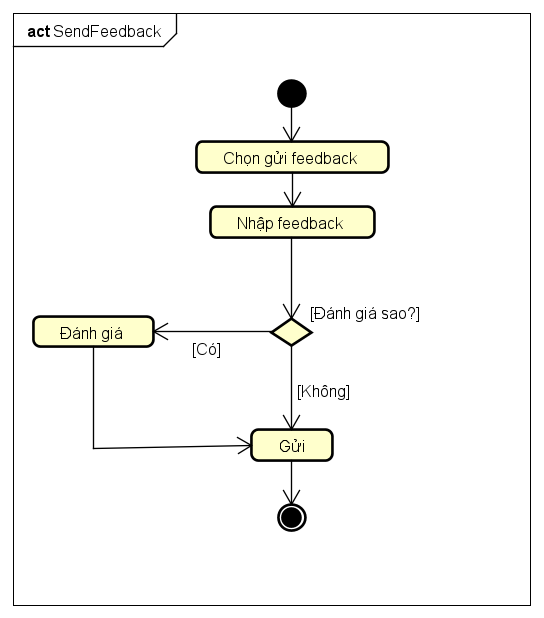 act SendFeedback
Chọn gửi feedback
Nhập feedback
[Đánh giá sao?]
Đánh giá
[Có]
[Không]
Gửi